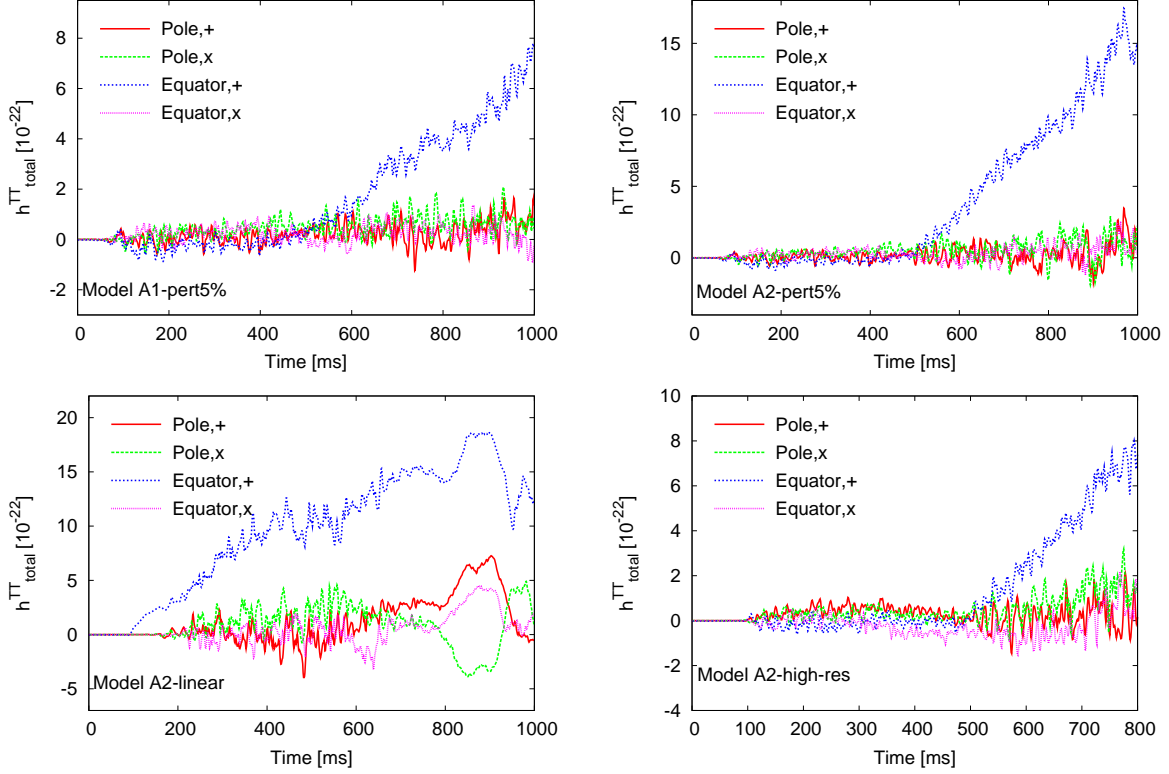 8
6
4
2
0
-2
h^TT_total [10^-22]
Pole,+
Pole,x
Equator,+
Equator,x
Model A1-pert5%
0 200 400 600 800 1000
Time [ms]
15
10
5
0
h^TT_total [10^-22]
Pole,+
Pole,x
Equator,+
Equator,x
Model A2-pert5%
0 200 400 600 800 1000
Time [ms]
20
15
10
5
0
-5
h^TT_total [10^-22]
Pole,+
Pole,x
Equator,+
Equator,x
Model A2-linear
0 200 400 600 800 1000
Time [ms]
10
8
6
4
2
0
-2
-4
h^TT_total [10^-22]
Pole,+
Pole,x
Equator,+
Equator,x
Model A2-high-res
0 100 200 300 400 500 600 700 800
Time [ms]